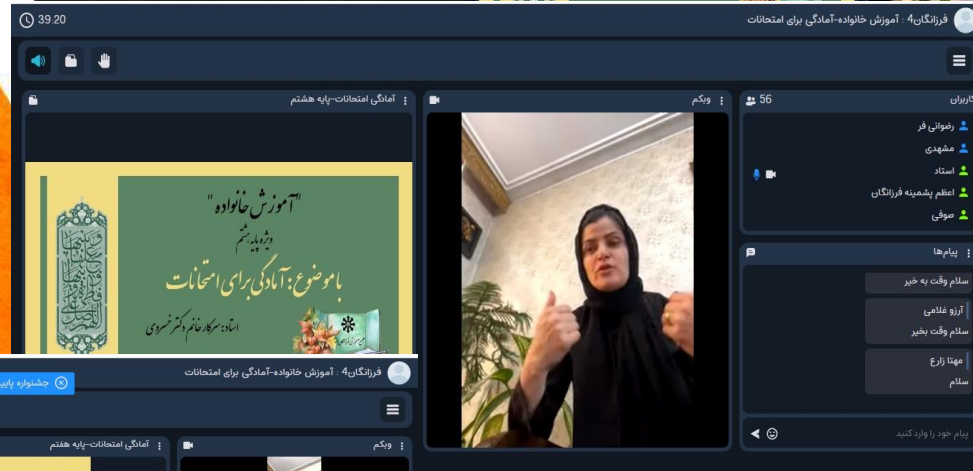 فرزانگان4 : آموزش خانواده-آمادگی برای امتحانات
39:20
کاربران
56
رضوانی فر
مشهدی
استاد
اعظم پشمینه فرزانگان
صوفی
پیام‌ها
سلام وقت به خیر
آرزو غلامی
سلام وقت بخیر
مهتا زارع
سلام
پیام خود را وارد کنید
وبکم
آمادگی امتحانات-پایه هشتم
"آموزش خانواده"
ویژه پایه هشتم
با موضوع: آمادگی برای امتحانات
استاد: سرکار خانم دکتر خسروی
فرزانگان4 : آموزش خانواده-آمادگی برای امتحانات
وبکم
آمادگی امتحانات-پایه هفتم